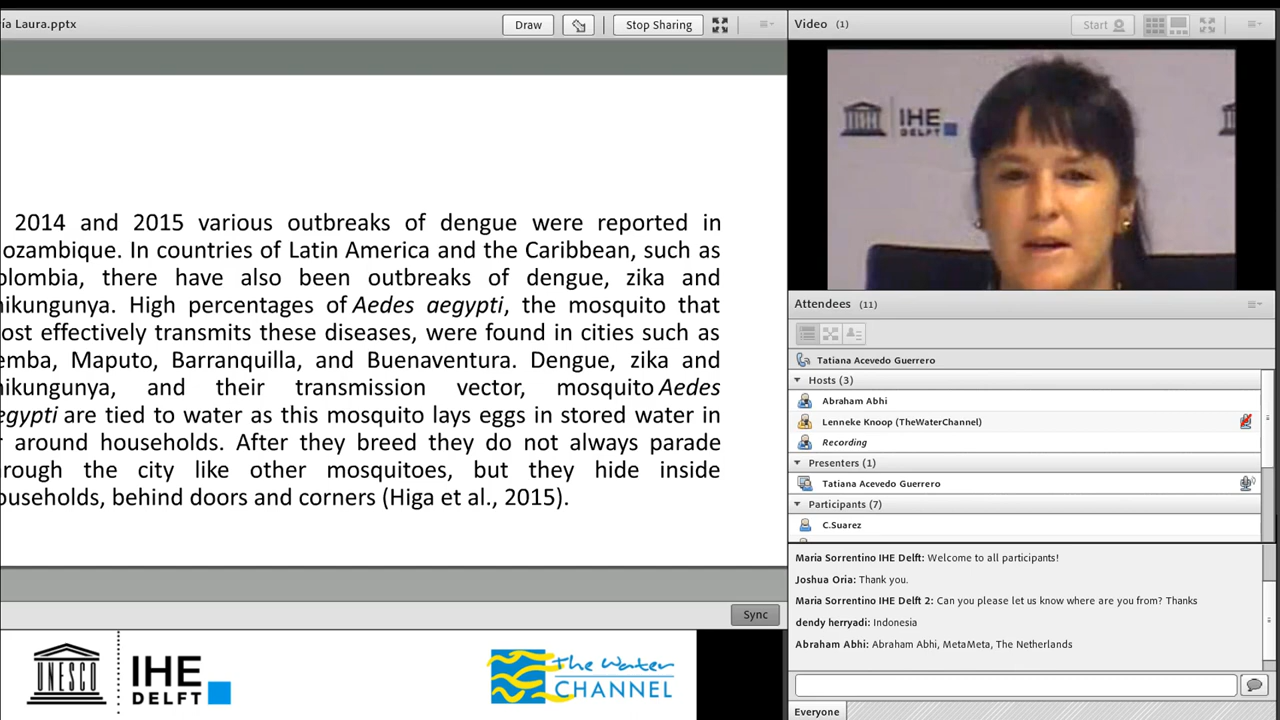 ía Laura.pptx
Draw
Stop Sharing
Video (1)
Start
IHE
DELFT
2014 and 2015 various outbreaks of dengue were reported in
ozambique. In countries of Latin America and the Caribbean, such as
olombia, there have also been outbreaks of dengue, zika and
hikungunya. High percentages of Aedes aegypti, the mosquito that
ost effectively transmits these diseases, were found in cities such as
emba, Maputo, Barranquilla, and Buenaventura. Dengue, zika and
hikungunya, and their transmission vector, mosquito Aedes
egypti are tied to water as this mosquito lays eggs in stored water in
r around households. After they breed they do not always parade
hrough the city like other mosquitoes, but they hide inside
ouseholds, behind doors and corners (Higa et al., 2015).
Sync
UNESCO
IHE
DELFT
The Water
CHANNEL
Attendees (11)
Tatiana Acevedo Guerrero
Hosts (3)
Abraham Abhi
Lenneke Knoop (TheWaterChannel)
Recording
Presenters (1)
Tatiana Acevedo Guerrero
Participants (7)
C.Suarez
Maria Sorrentino IHE Delft: Welcome to all participants!
Joshua Oria: Thank you.
Maria Sorrentino IHE Delft 2: Can you please let us know where are you from? Thanks
dendy herryadi: Indonesia
Abraham Abhi: Abraham Abhi, MetaMeta, The Netherlands
Everyone